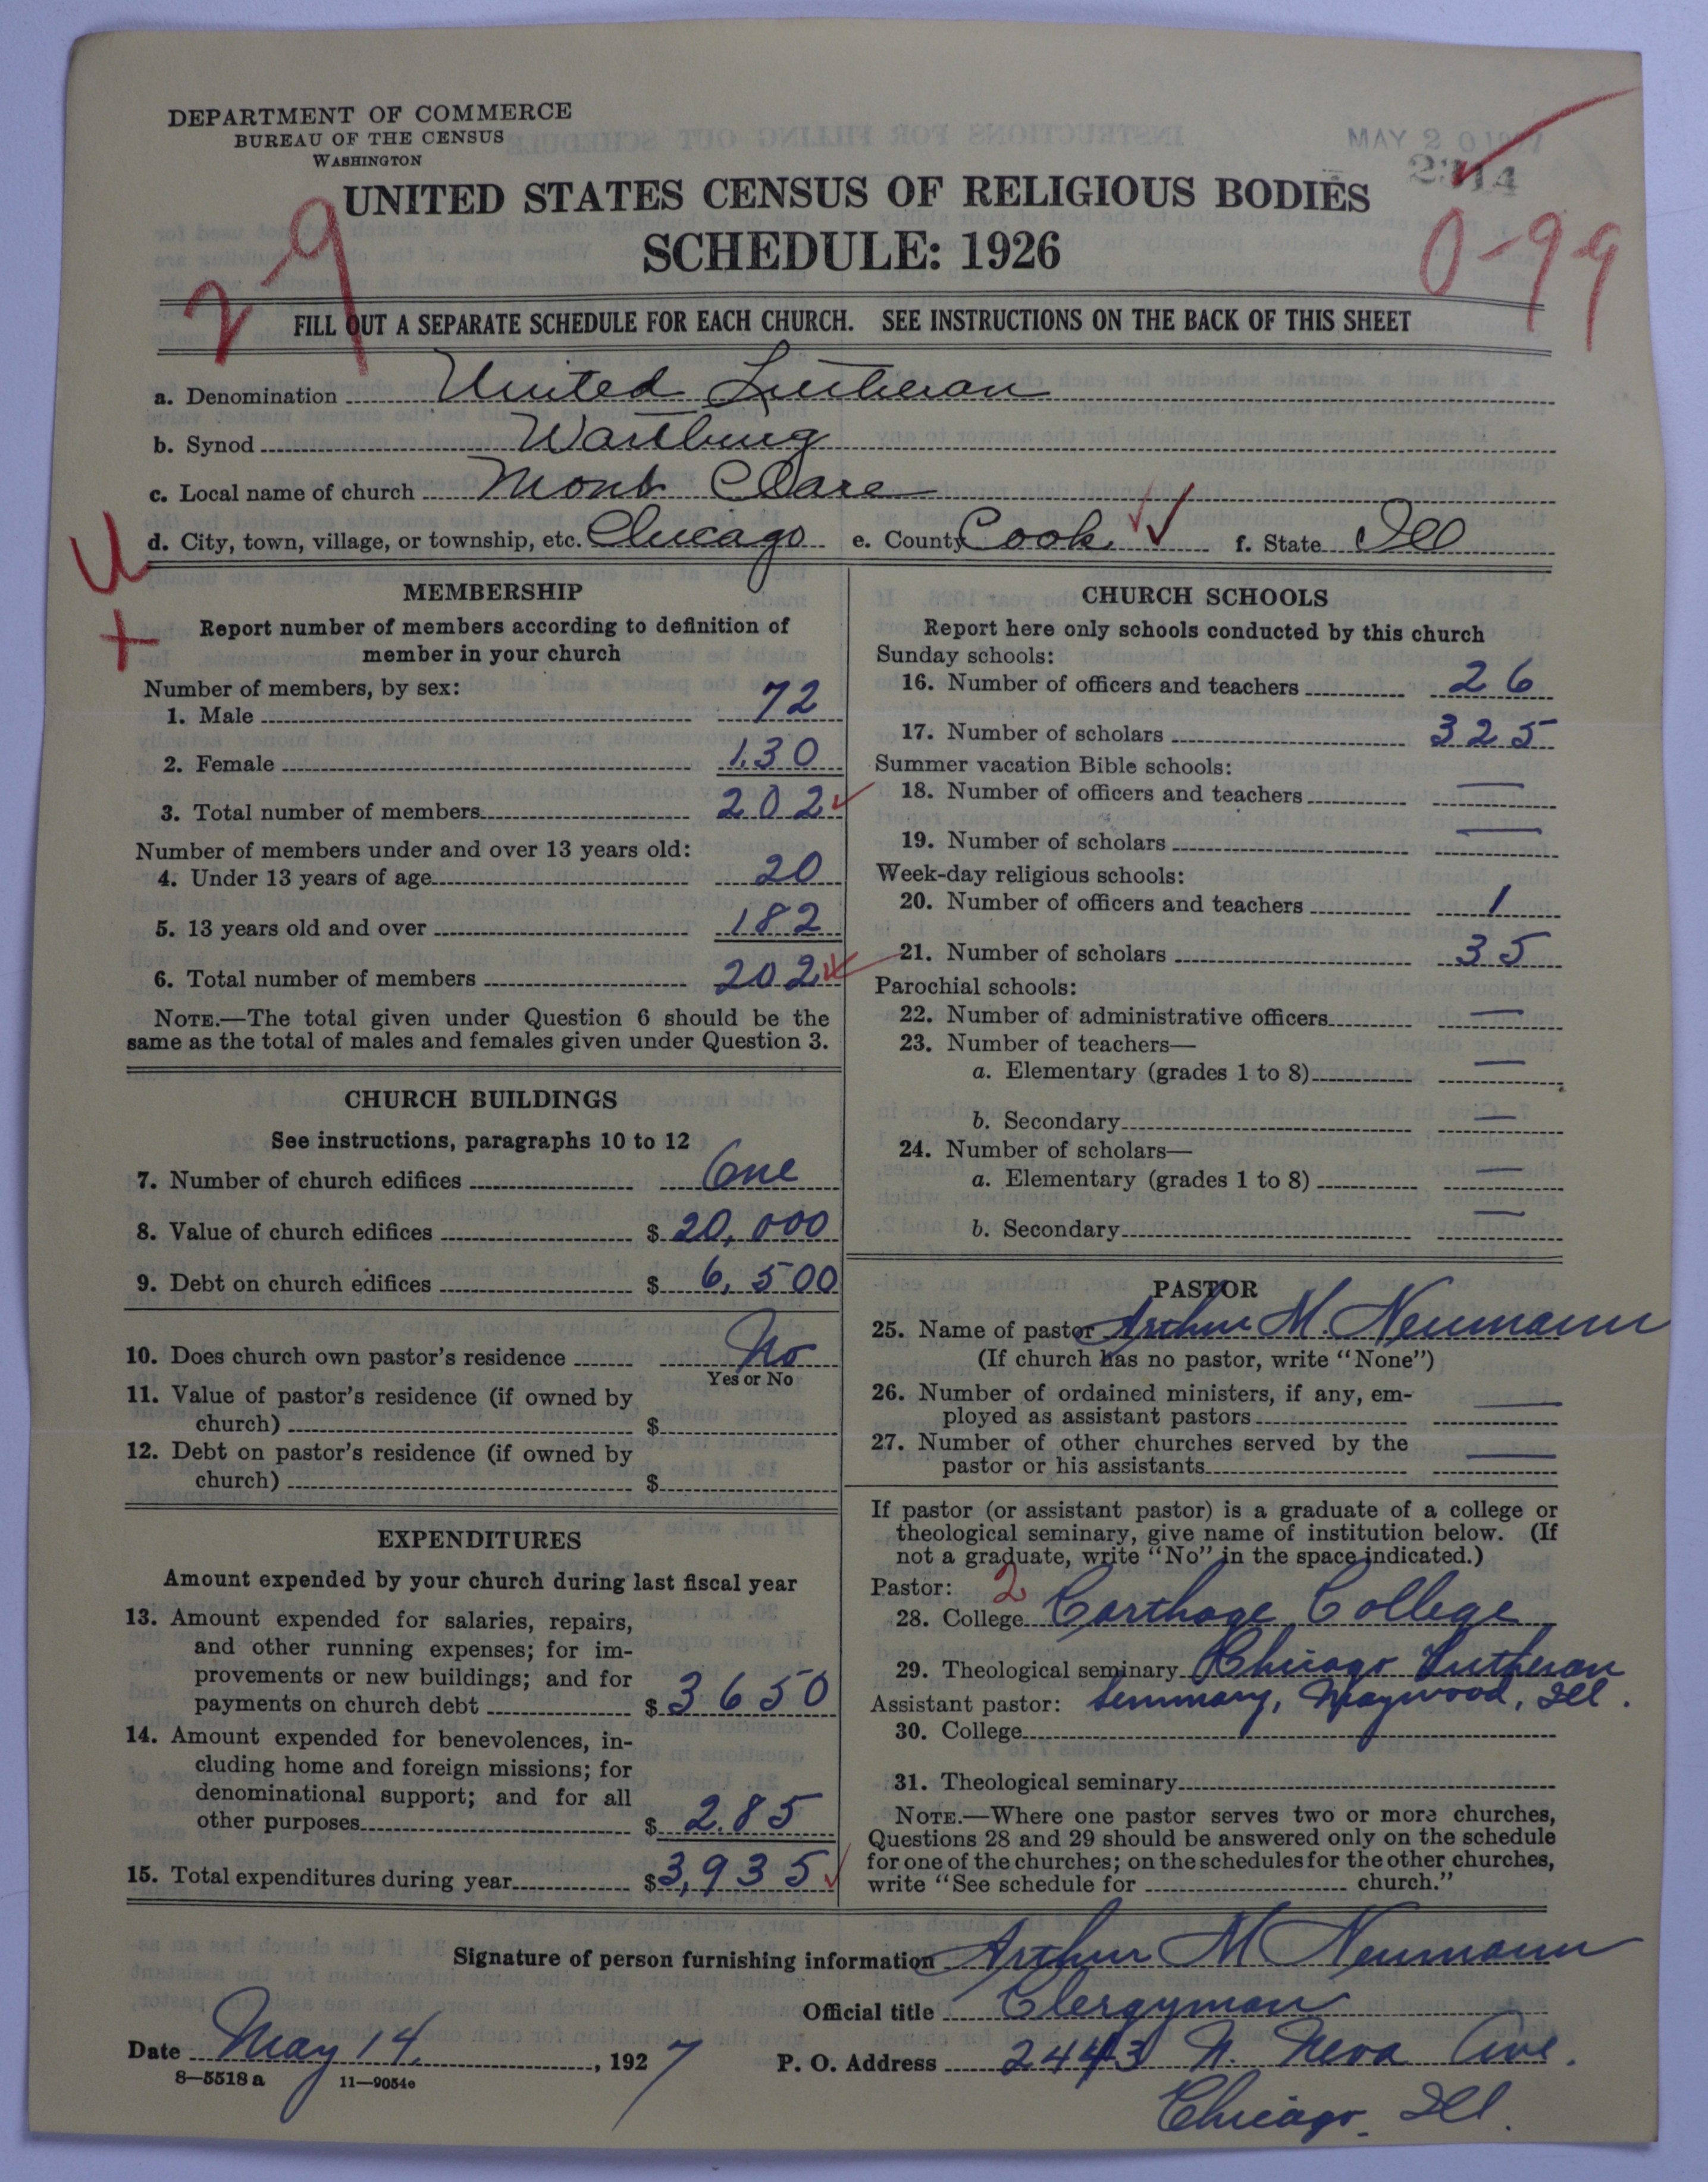 DEPARTMENT OF COMMERCE
BUREAU OF THE CENSUS
WASHINGTON
MAY 20 1927
UNITED STATES CENSUS OF RELIGIOUS BODIES
SCHEDULE: 1926
29
0-99
FILL OUT A SEPARATE SCHEDULE FOR EACH CHURCH. SEE INSTRUCTIONS ON THE BACK OF THIS SHEET
a. Denomination United Lutheran
b. Synod Wartburg
c. Local name of church Mont Clare
d. City, town, village, or township, etc. Chicago e. County Cook f. State Ill
MEMBERSHIP
Report number of members according to definition of
member in your church
Number of members, by sex:
1. Male 72
2. Female 130
3. Total number of members 202
Number of members under and over 13 years old:
4. Under 13 years of age 20
5. 13 years old and over 182
6. Total number of members 202
NOTE.—The total given under Question 6 should be the
same as the total of males and females given under Question 3.
CHURCH BUILDINGS
See instructions, paragraphs 10 to 12
7. Number of church edifices One
8. Value of church edifices $ 20,000
9. Debt on church edifices $ 6,500
10. Does church own pastor's residence No
Yes or No
11. Value of pastor's residence (if owned by
church) $
12. Debt on pastor's residence (if owned by
church) $
EXPENDITURES
Amount expended by your church during last fiscal year
13. Amount expended for salaries, repairs,
and other running expenses; for im-
provements or new buildings; and for
payments on church debt $ 3650
14. Amount expended for benevolences, in-
cluding home and foreign missions; for
denominational support; and for all
other purposes $ 285
15. Total expenditures during year $ 3,935
CHURCH SCHOOLS
Report here only schools conducted by this church
Sunday schools:
16. Number of officers and teachers 26
17. Number of scholars 325
Summer vacation Bible schools:
18. Number of officers and teachers —
19. Number of scholars —
Week-day religious schools:
20. Number of officers and teachers 1
21. Number of scholars 35
Parochial schools:
22. Number of administrative officers —
23. Number of teachers—
a. Elementary (grades 1 to 8) —
b. Secondary —
24. Number of scholars—
a. Elementary (grades 1 to 8) —
b. Secondary —
PASTOR
25. Name of pastor Arthur M. Neumann
(If church has no pastor, write "None")
26. Number of ordained ministers, if any, em-
ployed as assistant pastors —
27. Number of other churches served by the
pastor or his assistants —
If pastor (or assistant pastor) is a graduate of a college or
theological seminary, give name of institution below. (If
not a graduate, write "No" in the space indicated.)
Pastor: 2
28. College Carthage College
29. Theological seminary Chicago Lutheran
Assistant pastor: Seminary, Maywood, Ill.
30. College
31. Theological seminary
NOTE.—Where one pastor serves two or more churches,
Questions 28 and 29 should be answered only on the schedule
for one of the churches; on the schedules for the other churches,
write "See schedule for church."
Signature of person furnishing information Arthur M Neumann
Official title Clergyman
Date May 14, 1927 P. O. Address 2443 N. Neva Ave.
8—5518a 11—9054c
Chicago Ill.